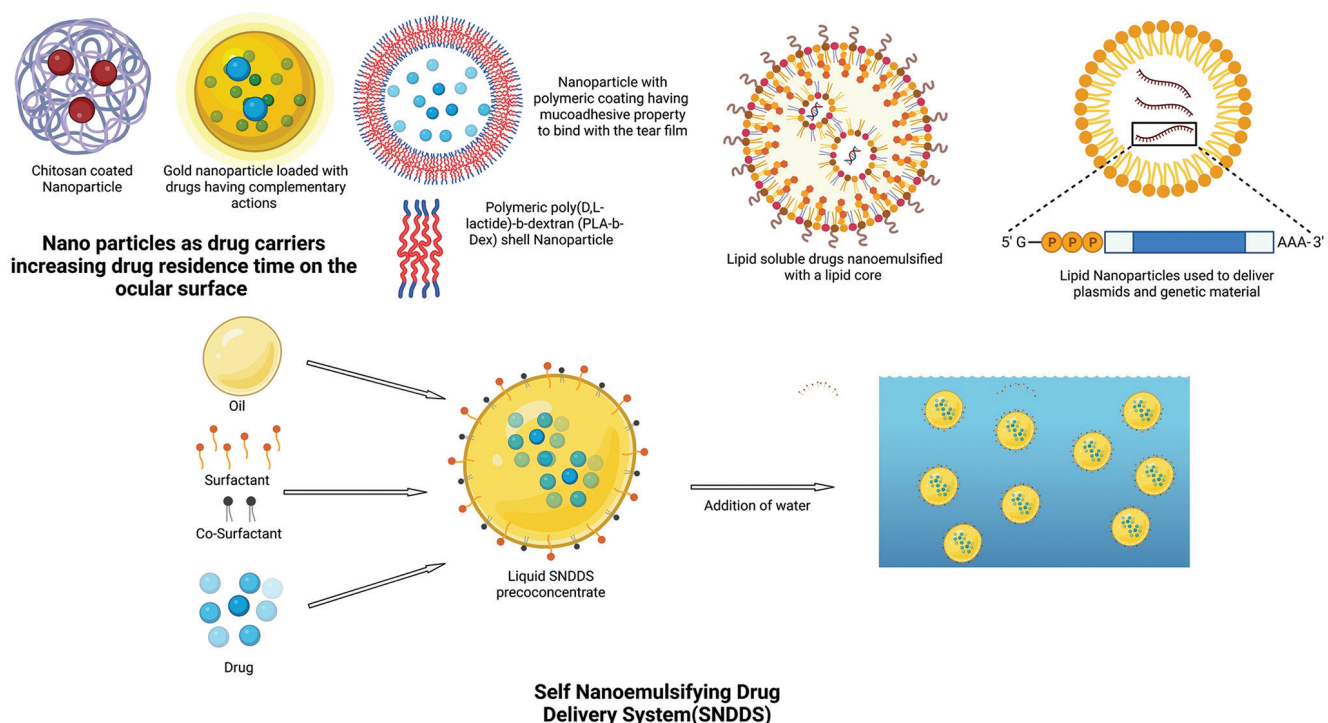 Chitosan coated
Nanoparticle
Gold nanoparticle loaded with
drugs having complementary
actions
Nanoparticle with
polymeric coating having
mucoadhesive property
to bind with the tear film
Polymeric poly(D,L-
lactide)-b-dextran (PLA-b-
Dex) shell Nanoparticle
Nano particles as drug carriers
increasing drug residence time on the
ocular surface
Lipid soluble drugs nanoemulsified
with a lipid core
5' G
P P P
AAA-3'
Lipid Nanoparticles used to deliver
plasmids and genetic material
Oil
Surfactant
Co-Surfactant
Drug
Liquid SNDDS
precoconcentrate
Addition of water
Self Nanoemulsifying Drug
Delivery System(SNDDS)